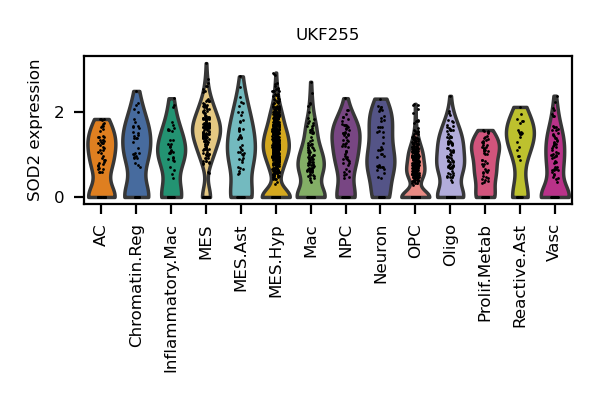 UKF255
SOD2 expression
2
0
AC
Chromatin.Reg
Inflammatory.Mac
MES
MES.Ast
MES.Hyp
Mac
NPC
Neuron
OPC
Oligo
Prolif.Metab
Reactive.Ast
Vasc